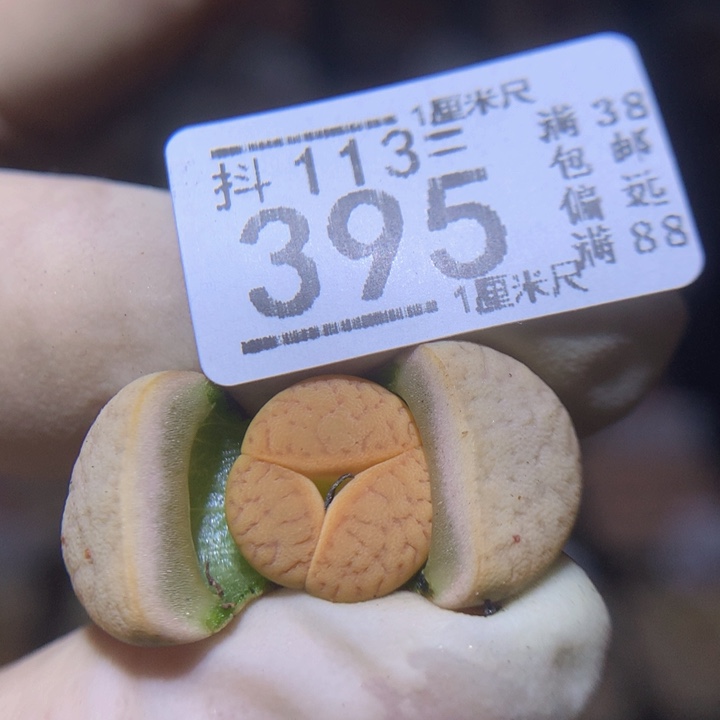 1厘米尺
抖 113二
395
1厘米尺
满 38
包 邮
偏 远
满 88